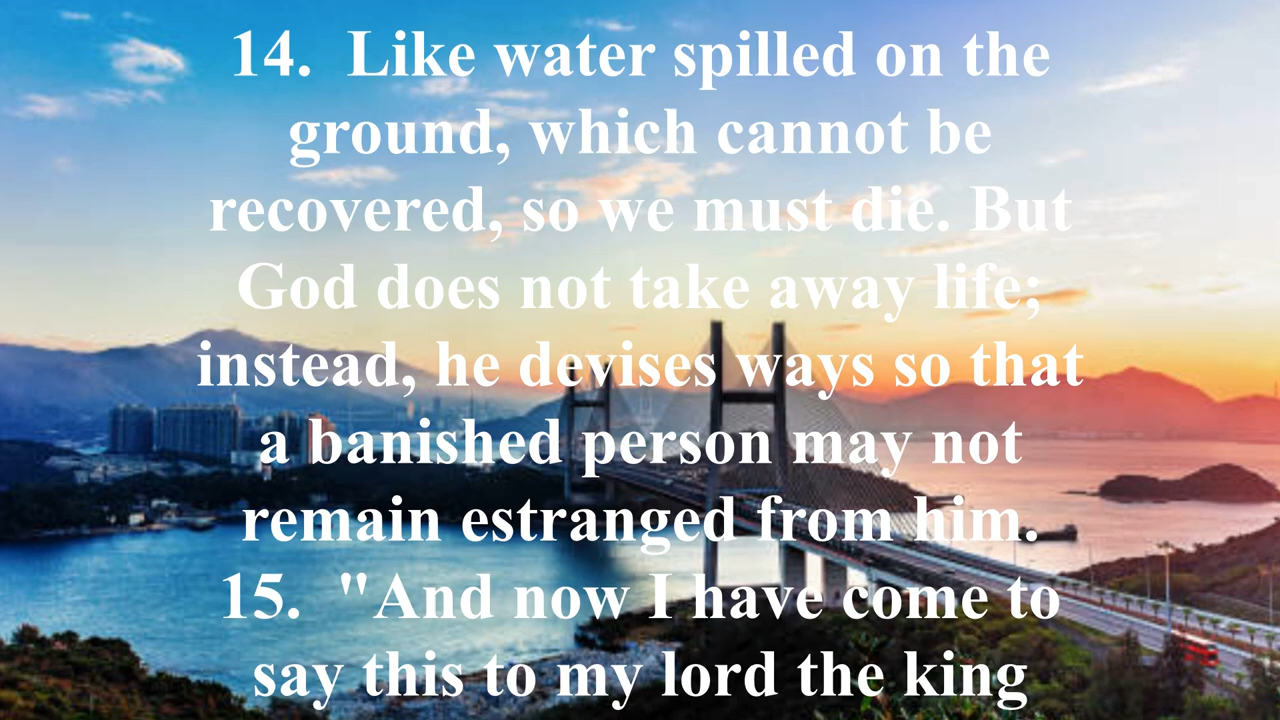 14.  Like water spilled on the
ground, which cannot be
recovered, so we must die. But
God does not take away life;
instead, he devises ways so that
a banished person may not
remain estranged from him.
15.  "And now I have come to
say this to my lord the king